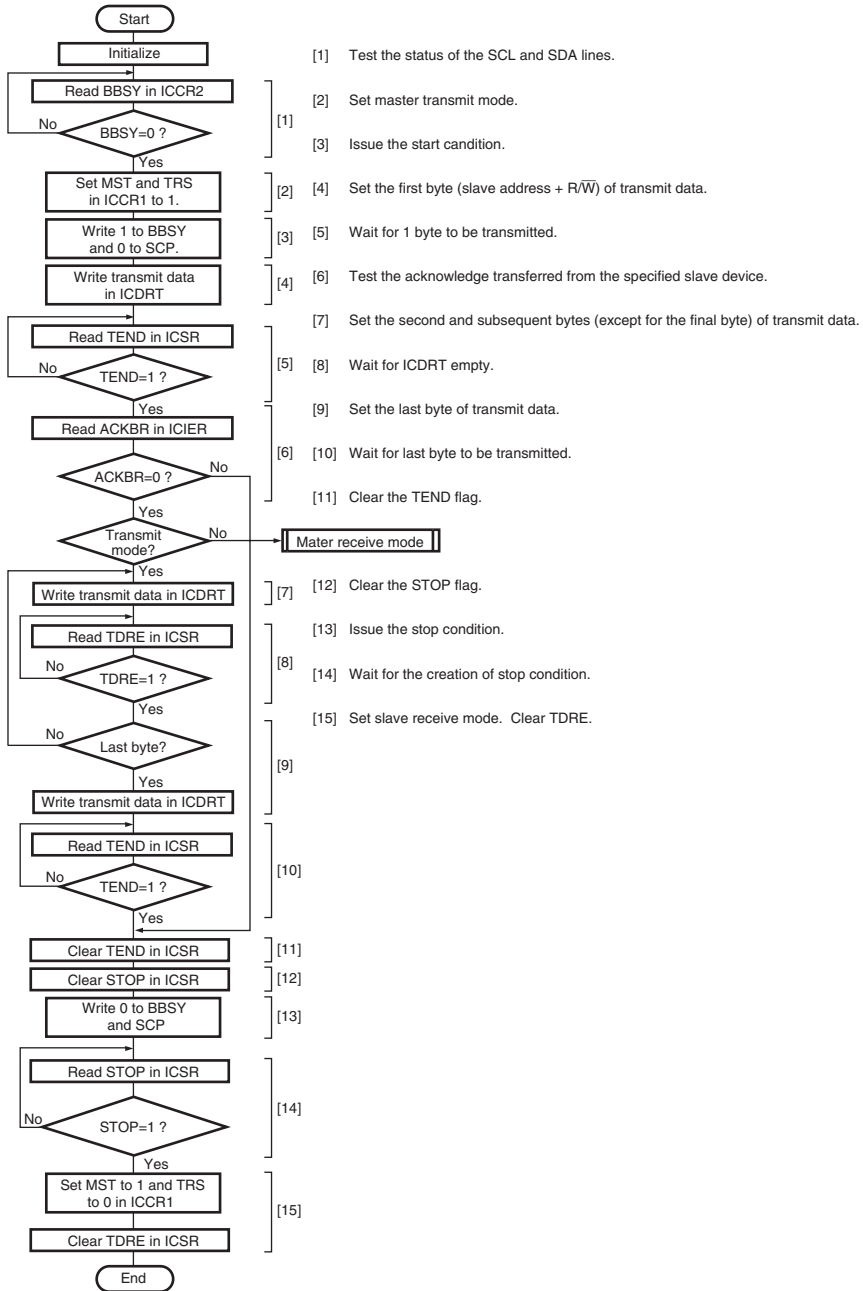 Start
Initialize
Read BBSY in ICCR2
No
BBSY=0 ?
[1]
Yes
Set MST and TRS
in ICCR1 to 1.
[2]
Write 1 to BBSY
and 0 to SCP.
[3]
Write transmit data
in ICDRT
[4]
Read TEND in ICSR
No
TEND=1 ?
[5]
Yes
Read ACKBR in ICIER
No
ACKBR=0 ?
[6]
Yes
Transmit
mode?
No
Mater receive mode
Yes
Write transmit data in ICDRT
[7]
Read TDRE in ICSR
No
TDRE=1 ?
[8]
Yes
No
Last byte?
[9]
Yes
Write transmit data in ICDRT
Read TEND in ICSR
No
TEND=1 ?
[10]
Yes
Clear TEND in ICSR
[11]
Clear STOP in ICSR
[12]
Write 0 to BBSY
and SCP
[13]
Read STOP in ICSR
No
STOP=1 ?
[14]
Yes
Set MST to 1 and TRS
to 0 in ICCR1
[15]
Clear TDRE in ICSR
End
[1] Test the status of the SCL and SDA lines.
[2] Set master transmit mode.
[3] Issue the start candition.
[4] Set the first byte (slave address + R/W̅) of transmit data.
[5] Wait for 1 byte to be transmitted.
[6] Test the acknowledge transferred from the specified slave device.
[7] Set the second and subsequent bytes (except for the final byte) of transmit data.
[8] Wait for ICDRT empty.
[9] Set the last byte of transmit data.
[10] Wait for last byte to be transmitted.
[11] Clear the TEND flag.
[12] Clear the STOP flag.
[13] Issue the stop condition.
[14] Wait for the creation of stop condition.
[15] Set slave receive mode. Clear TDRE.